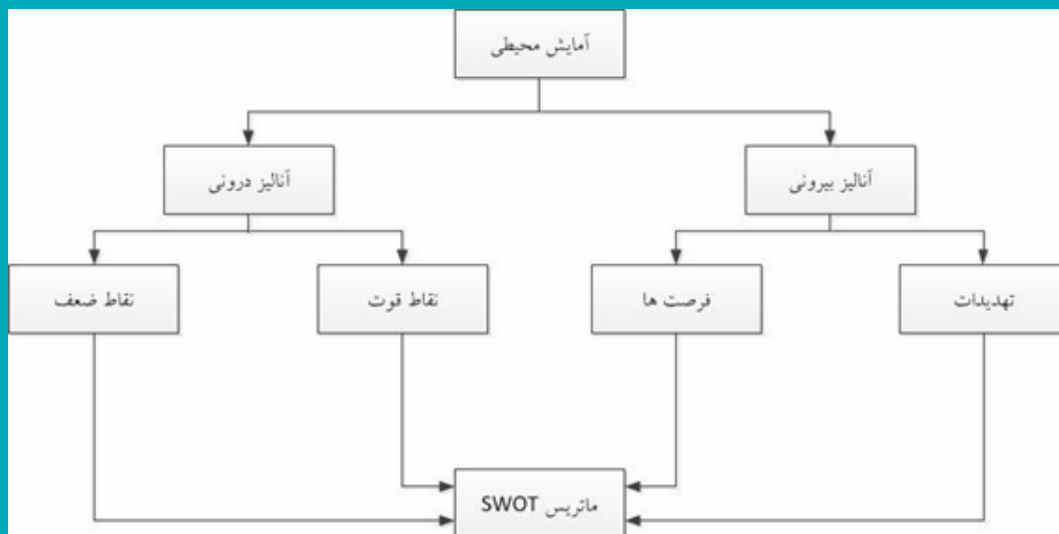 آمایش محیطی
آنالیز بیرونی
آنالیز درونی
تهدیدات
فرصت ها
نقاط قوت
نقاط ضعف
ماتریس SWOT